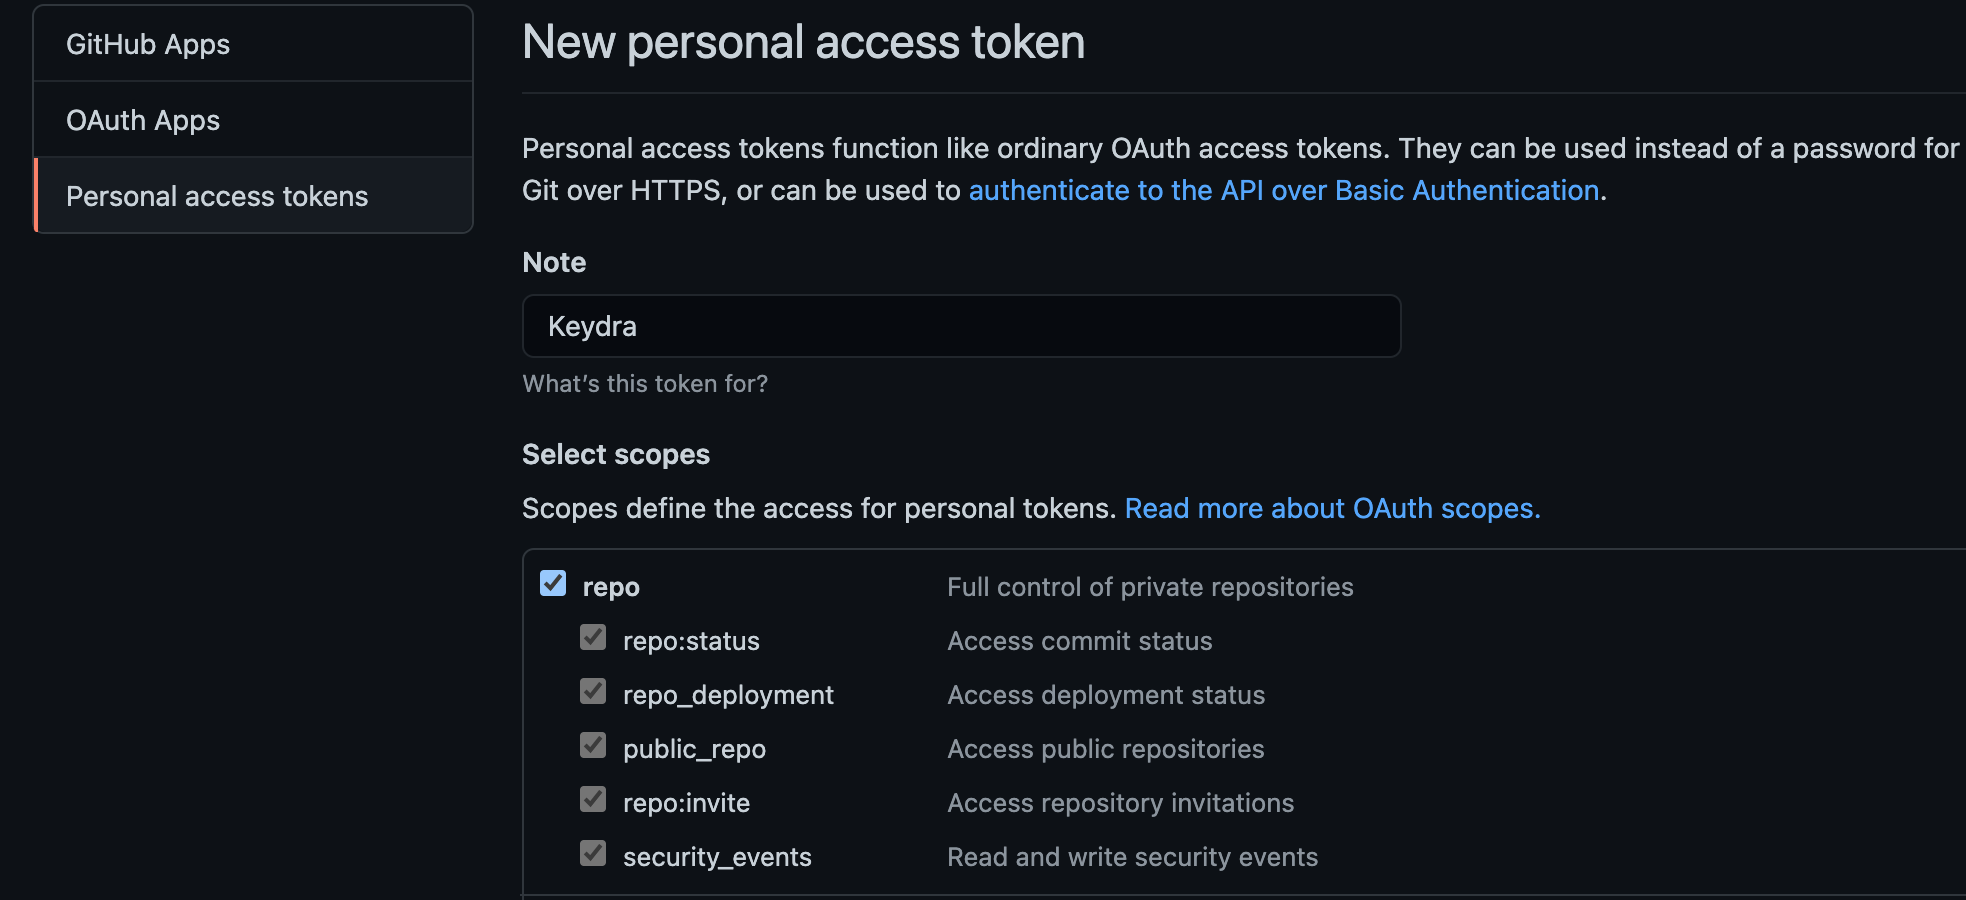 GitHub Apps
OAuth Apps
Personal access tokens
New personal access token
Personal access tokens function like ordinary OAuth access tokens. They can be used instead of a password for
Git over HTTPS, or can be used to authenticate to the API over Basic Authentication.
Note
Keydra
What's this token for?
Select scopes
Scopes define the access for personal tokens. Read more about OAuth scopes.
repo Full control of private repositories
repo:status Access commit status
repo_deployment Access deployment status
public_repo Access public repositories
repo:invite Access repository invitations
security_events Read and write security events